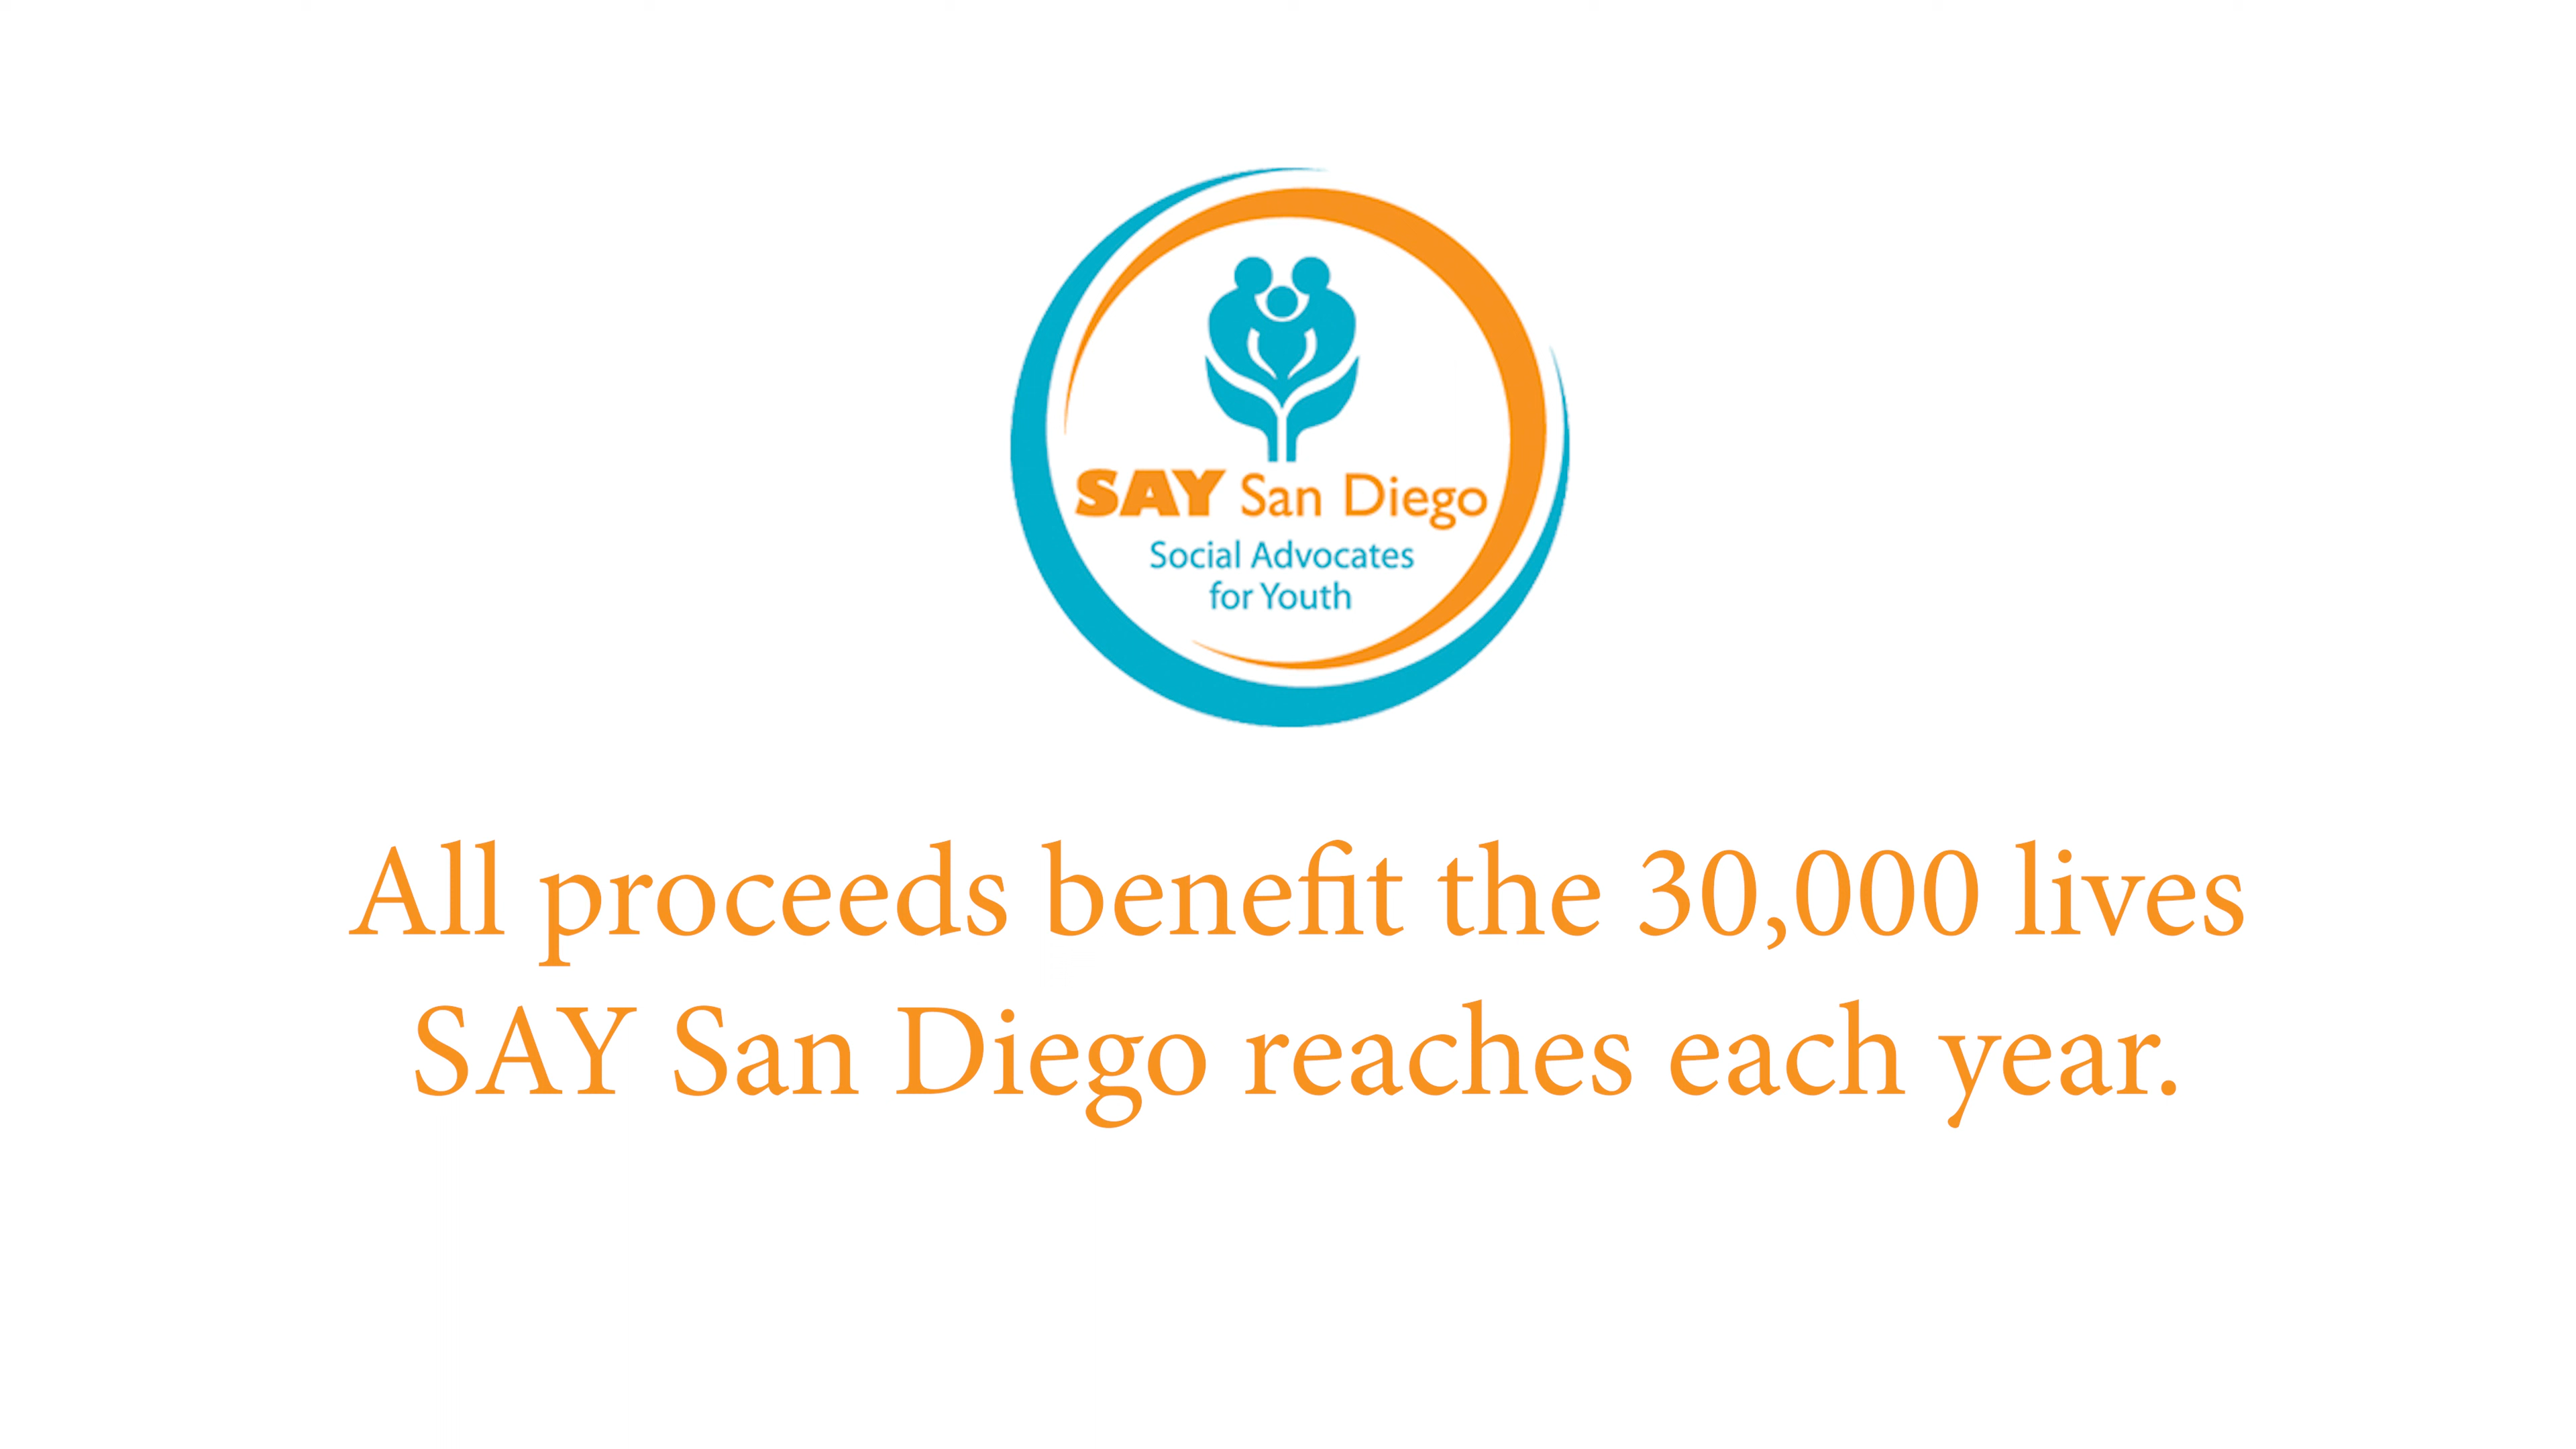 SAY San Diego
Social Advocates
for Youth
All proceeds benefit the 30,000 lives
SAY San Diego reaches each year.